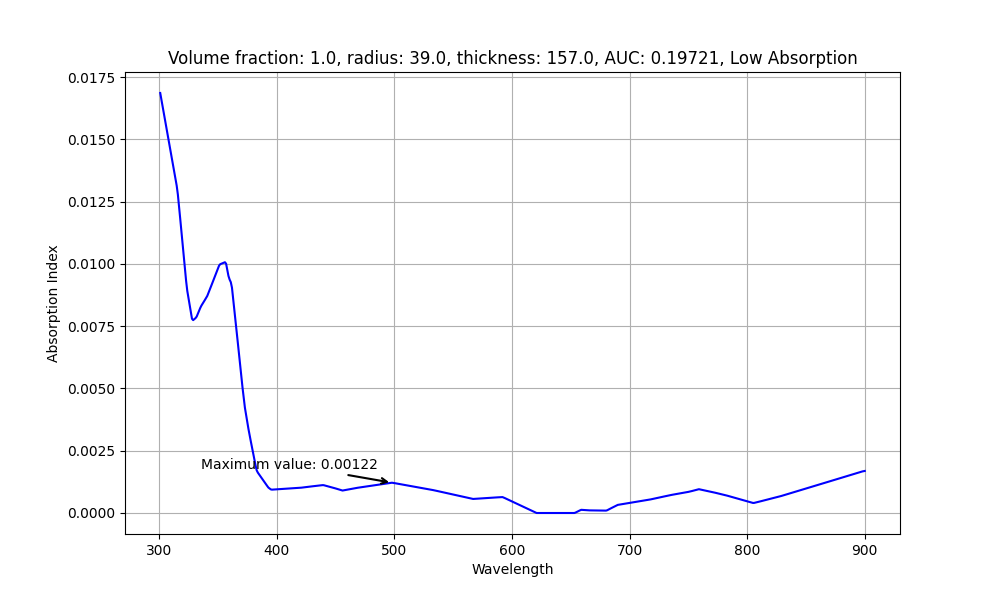 Volume fraction: 1.0, radius: 39.0, thickness: 157.0, AUC: 0.19721, Low Absorption
0.0175
0.0150
0.0125
0.0100
0.0075
0.0050
0.0025
0.0000
Absorption Index
Maximum value: 0.00122
300 400 500 600 700 800 900
Wavelength